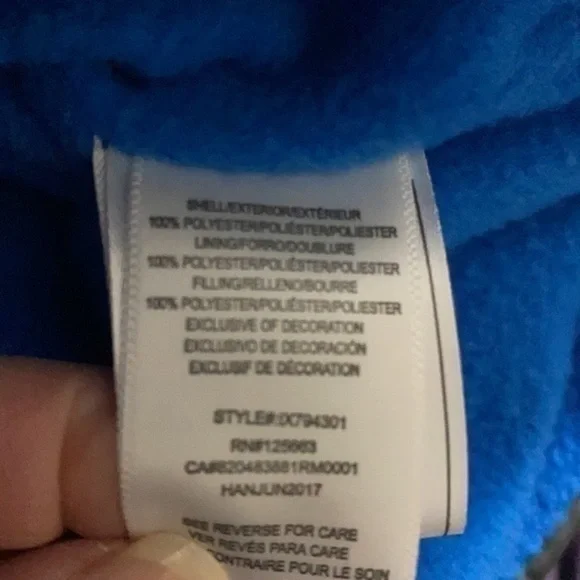 SHELL/EXTERIOR/EXTÉRIEUR
100% POLYESTER/POLIÉSTER/POLIESTER
LINING/FORRO/DOUBLURE
100% POLYESTER/POLIÉSTER/POLIESTER
FILLING/RELLENO/BOURRE
100% POLYESTER/POLIÉSTER/POLIESTER
EXCLUSIVE OF DECORATION
EXCLUSIVO DE DECORACIÓN
EXCLUSIF DE DÉCORATION
STYLE#:IX794301
RN#125663
CA#820483881RM0001
HANJUN2017
SEE REVERSE FOR CARE
VER REVÉS PARA CARE
CONTRAIRE POUR LE SOIN